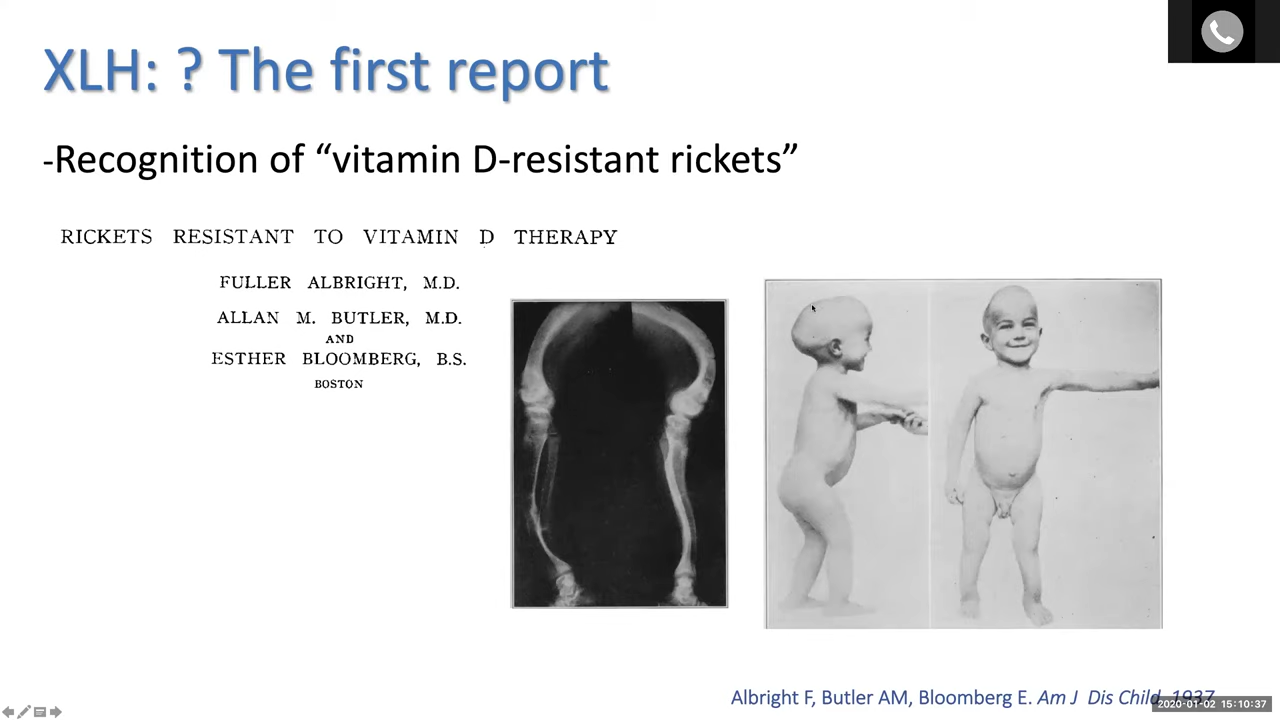 XLH: ? The first report
-Recognition of “vitamin D-resistant rickets”
RICKETS RESISTANT TO VITAMIN D THERAPY
FULLER ALBRIGHT, M.D.
ALLAN M. BUTLER, M.D.
AND
ESTHER BLOOMBERG, B.S.
BOSTON
Albright F, Butler AM, Bloomberg E. Am J Dis Child, 1937
2020-01-02 15:10:37